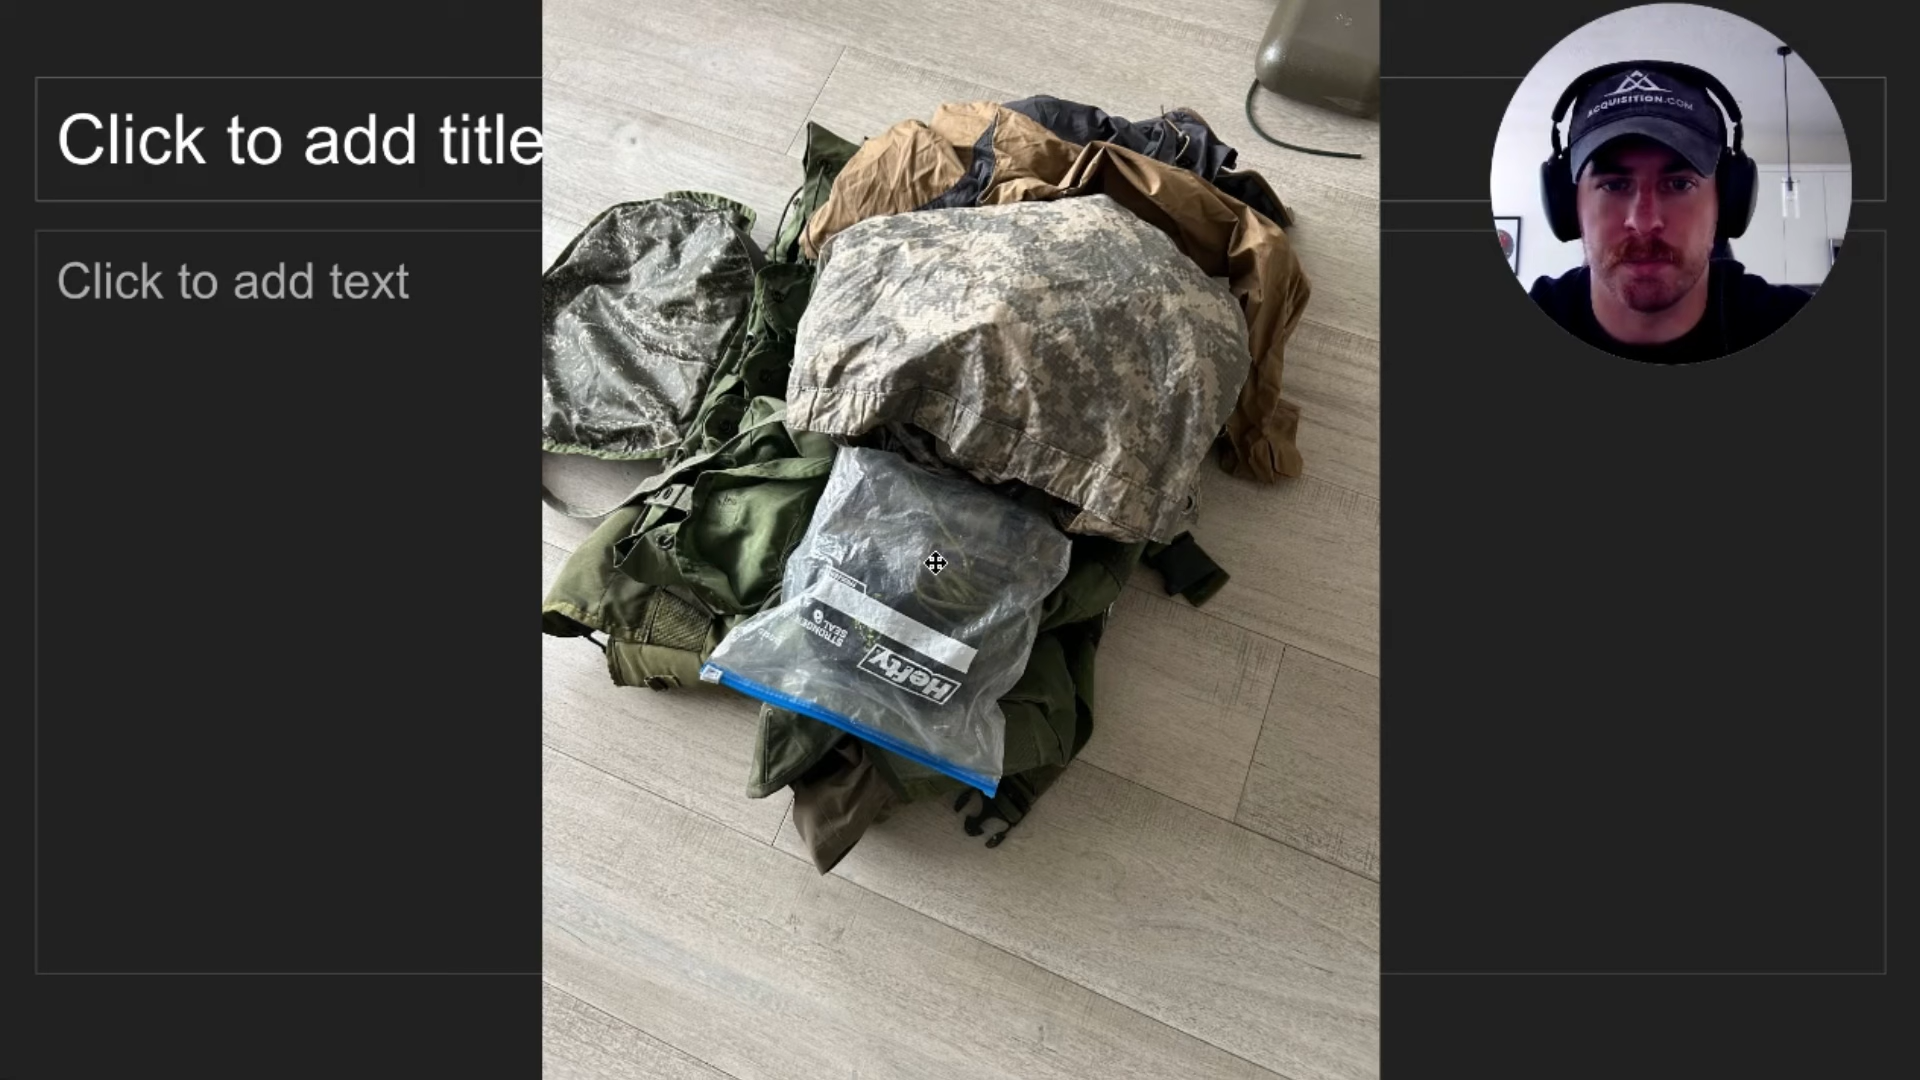 Click to add title
Click to add text
ACQUISITION.COM
STRONGER
SEAL
Hefty